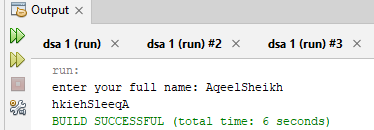 Output
dsa 1 (run) dsa 1 (run) #2 dsa 1 (run) #3
run:
enter your full name: AqeelSheikh
hkiehSleeqA
BUILD SUCCESSFUL (total time: 6 seconds)